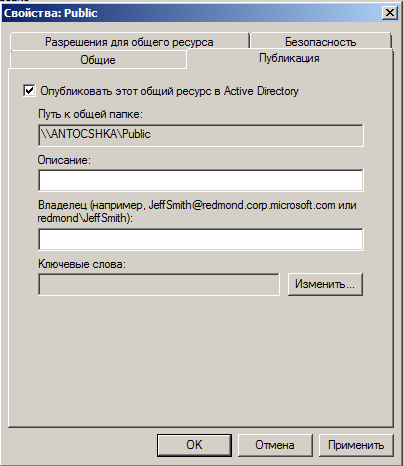 Свойства: Public
Разрешения для общего ресурса
Безопасность
Общие
Публикация
Опубликовать этот общий ресурс в Active Directory
Путь к общей папке:
\\ANTOCSHKA\Public
Описание:
Владелец (например, JeffSmith@redmond.corp.microsoft.com или
redmond\JeffSmith):
Ключевые слова:
Изменить...
OK
Отмена
Применить